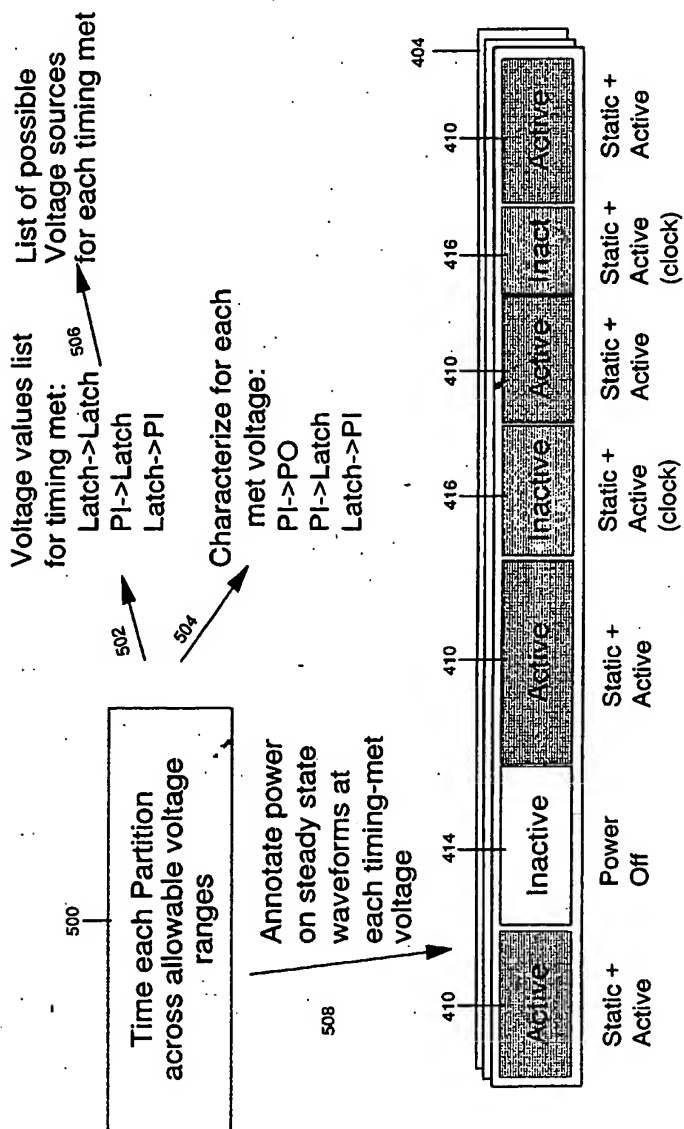 500
Time each Partition
across allowable voltage
ranges
502
Voltage values list
for timing met:
Latch->Latch
PI->Latch
Latch->PI
506
List of possible
Voltage sources
for each timing met
504
Characterize for each
met voltage:
PI->PO
PI->Latch
Latch->PI
508
Annotate power
on steady state
waveforms at
each timing-met
voltage
410
414
410
416
410
416
410
404
Active
Inactive
Active
Inactive
Active
Inact
Active
Static +
Active
Power
Off
Static +
Active
Static +
Active
(clock)
Static +
Active
Static +
Active
(clock)
Static +
Active